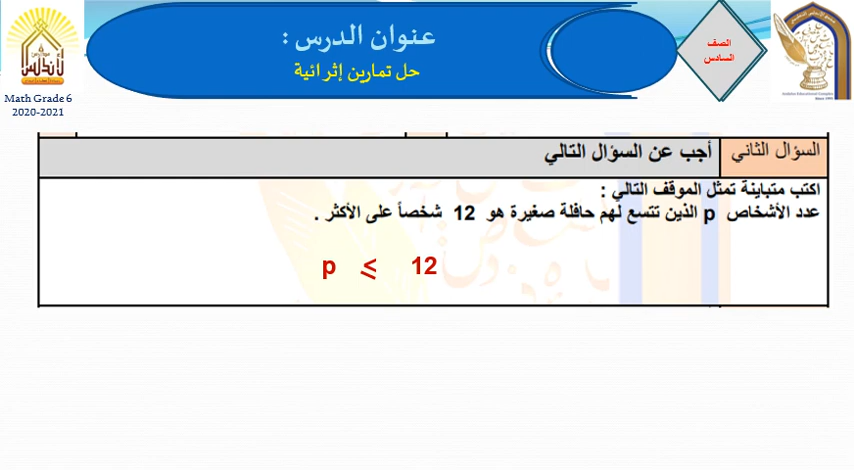 عنوان الدرس :
حل تمارين إثرائية
الصف
السادس
Math Grade 6
2020-2021
السؤال الثاني
أجب عن السؤال التالي
اكتب متباينة تمثل الموقف التالي :
عدد الأشخاص p الذين تتسع لهم حافلة صغيرة هو 12 شخصاً على الأكثر .
p ≤ 12